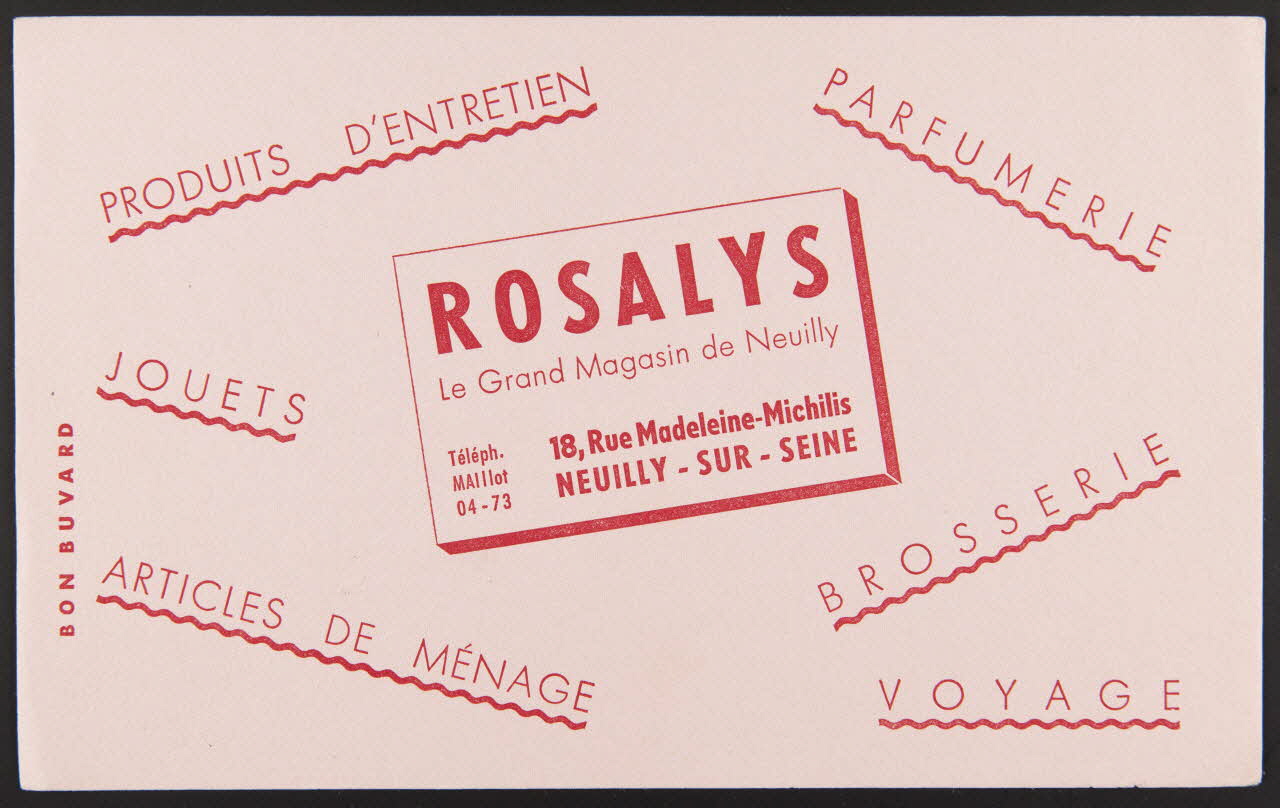 PRODUITS D'ENTRETIEN
PARFUMERIE
ROSALYS
Le Grand Magasin de Neuilly
Téléph.
MAIllot
04-73
18, Rue Madeleine-Michilis
NEUILLY - SUR - SEINE
JOUETS
BON BUVARD
BROSSERIE
ARTICLES DE MÉNAGE
VOYAGE